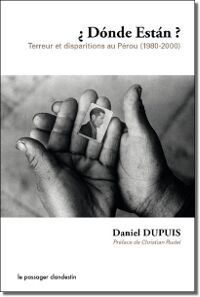 ¿ Dónde Están ?
Terreur et disparitions au Pérou (1980-2000)
Daniel DUPUIS
Préface de Christian Rudel
le passager clandestin